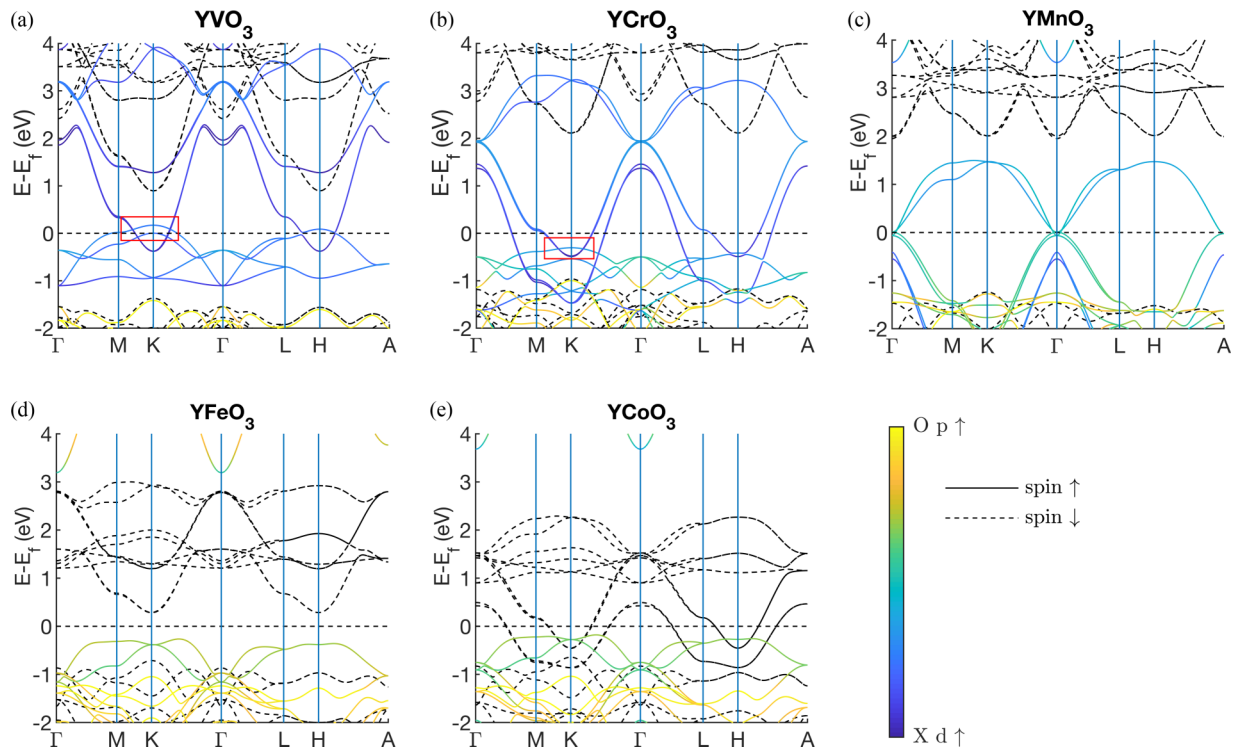 (a) YVO3
4
3
2
1
0
-1
-2
E-Ef (eV)
Γ M K Γ L H A
(b) YCrO3
4
3
2
1
0
-1
-2
E-Ef (eV)
Γ M K Γ L H A
(c) YMnO3
4
3
2
1
0
-1
-2
E-Ef (eV)
Γ M K Γ L H A
(d) YFeO3
4
3
2
1
0
-1
-2
E-Ef (eV)
Γ M K Γ L H A
(e) YCoO3
4
3
2
1
0
-1
-2
E-Ef (eV)
Γ M K Γ L H A
O p ↑
X d ↑
spin ↑
spin ↓